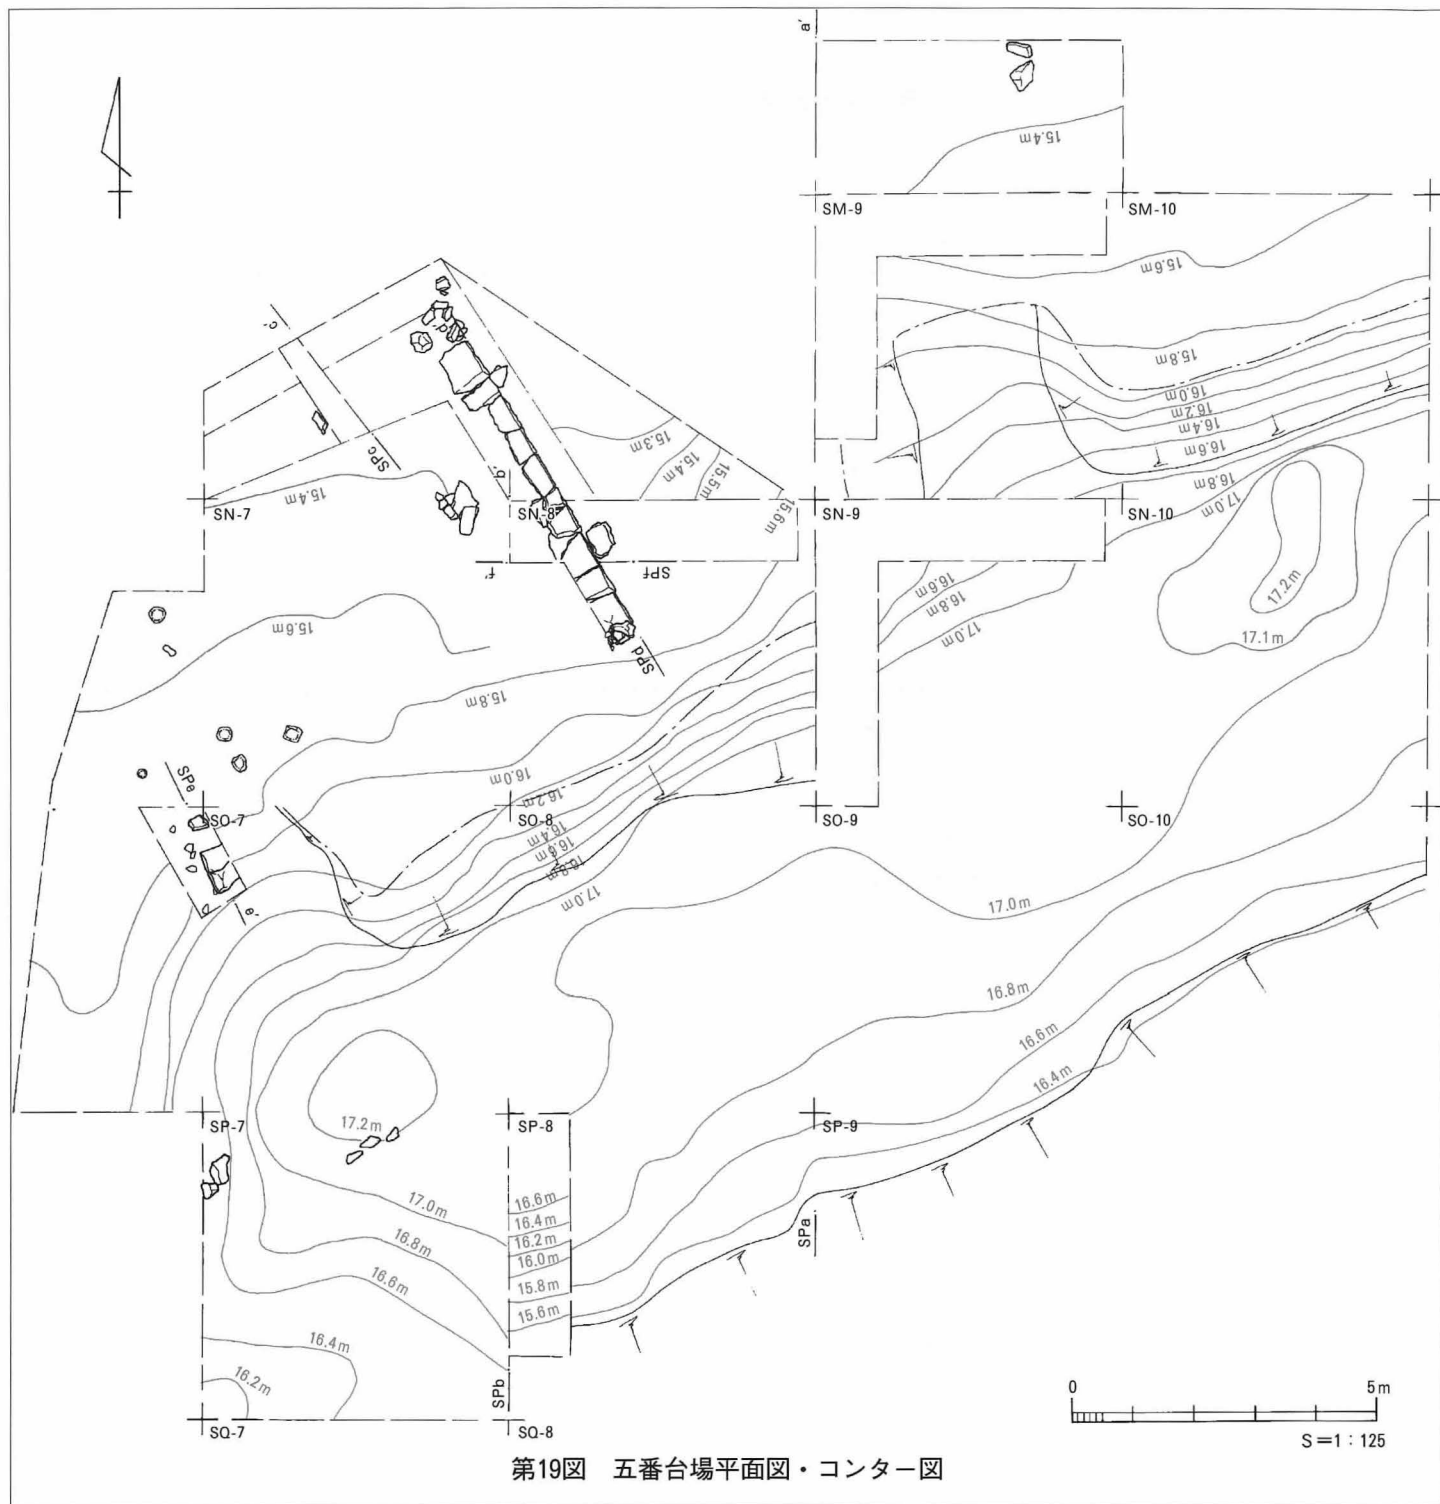 a'
15.4m
SM-9
SM-10
15.6m
c'
d'
15.8m
16.0m
16.2m
16.4m
16.6m
16.8m
17.0m
SPc
b'
15.3m
15.4m
15.5m
15.6m
15.4m
SN-7
SN-8
SN-9
SN-10
f'
SPf
16.6m
16.8m
17.0m
17.2m
17.1m
15.6m
SPd
15.8m
SPe
16.0m
16.2m
16.4m
16.6m
16.8m
17.0m
SO-7
SO-8
SO-9
SO-10
e'
17.0m
16.8m
16.6m
16.4m
17.2m
SP-7
SP-8
SP-9
17.0m
16.8m
16.6m
16.4m
16.2m
16.6m
16.4m
16.2m
16.0m
15.8m
15.6m
SPa
SPb
SQ-7
SQ-8
0 5m
S=1:125
第19図 五番台場平面図・コンター図